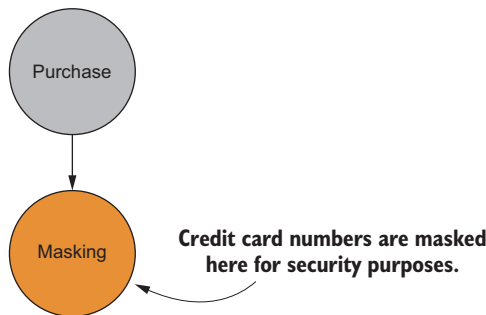 Purchase
Masking
Credit card numbers are masked
here for security purposes.